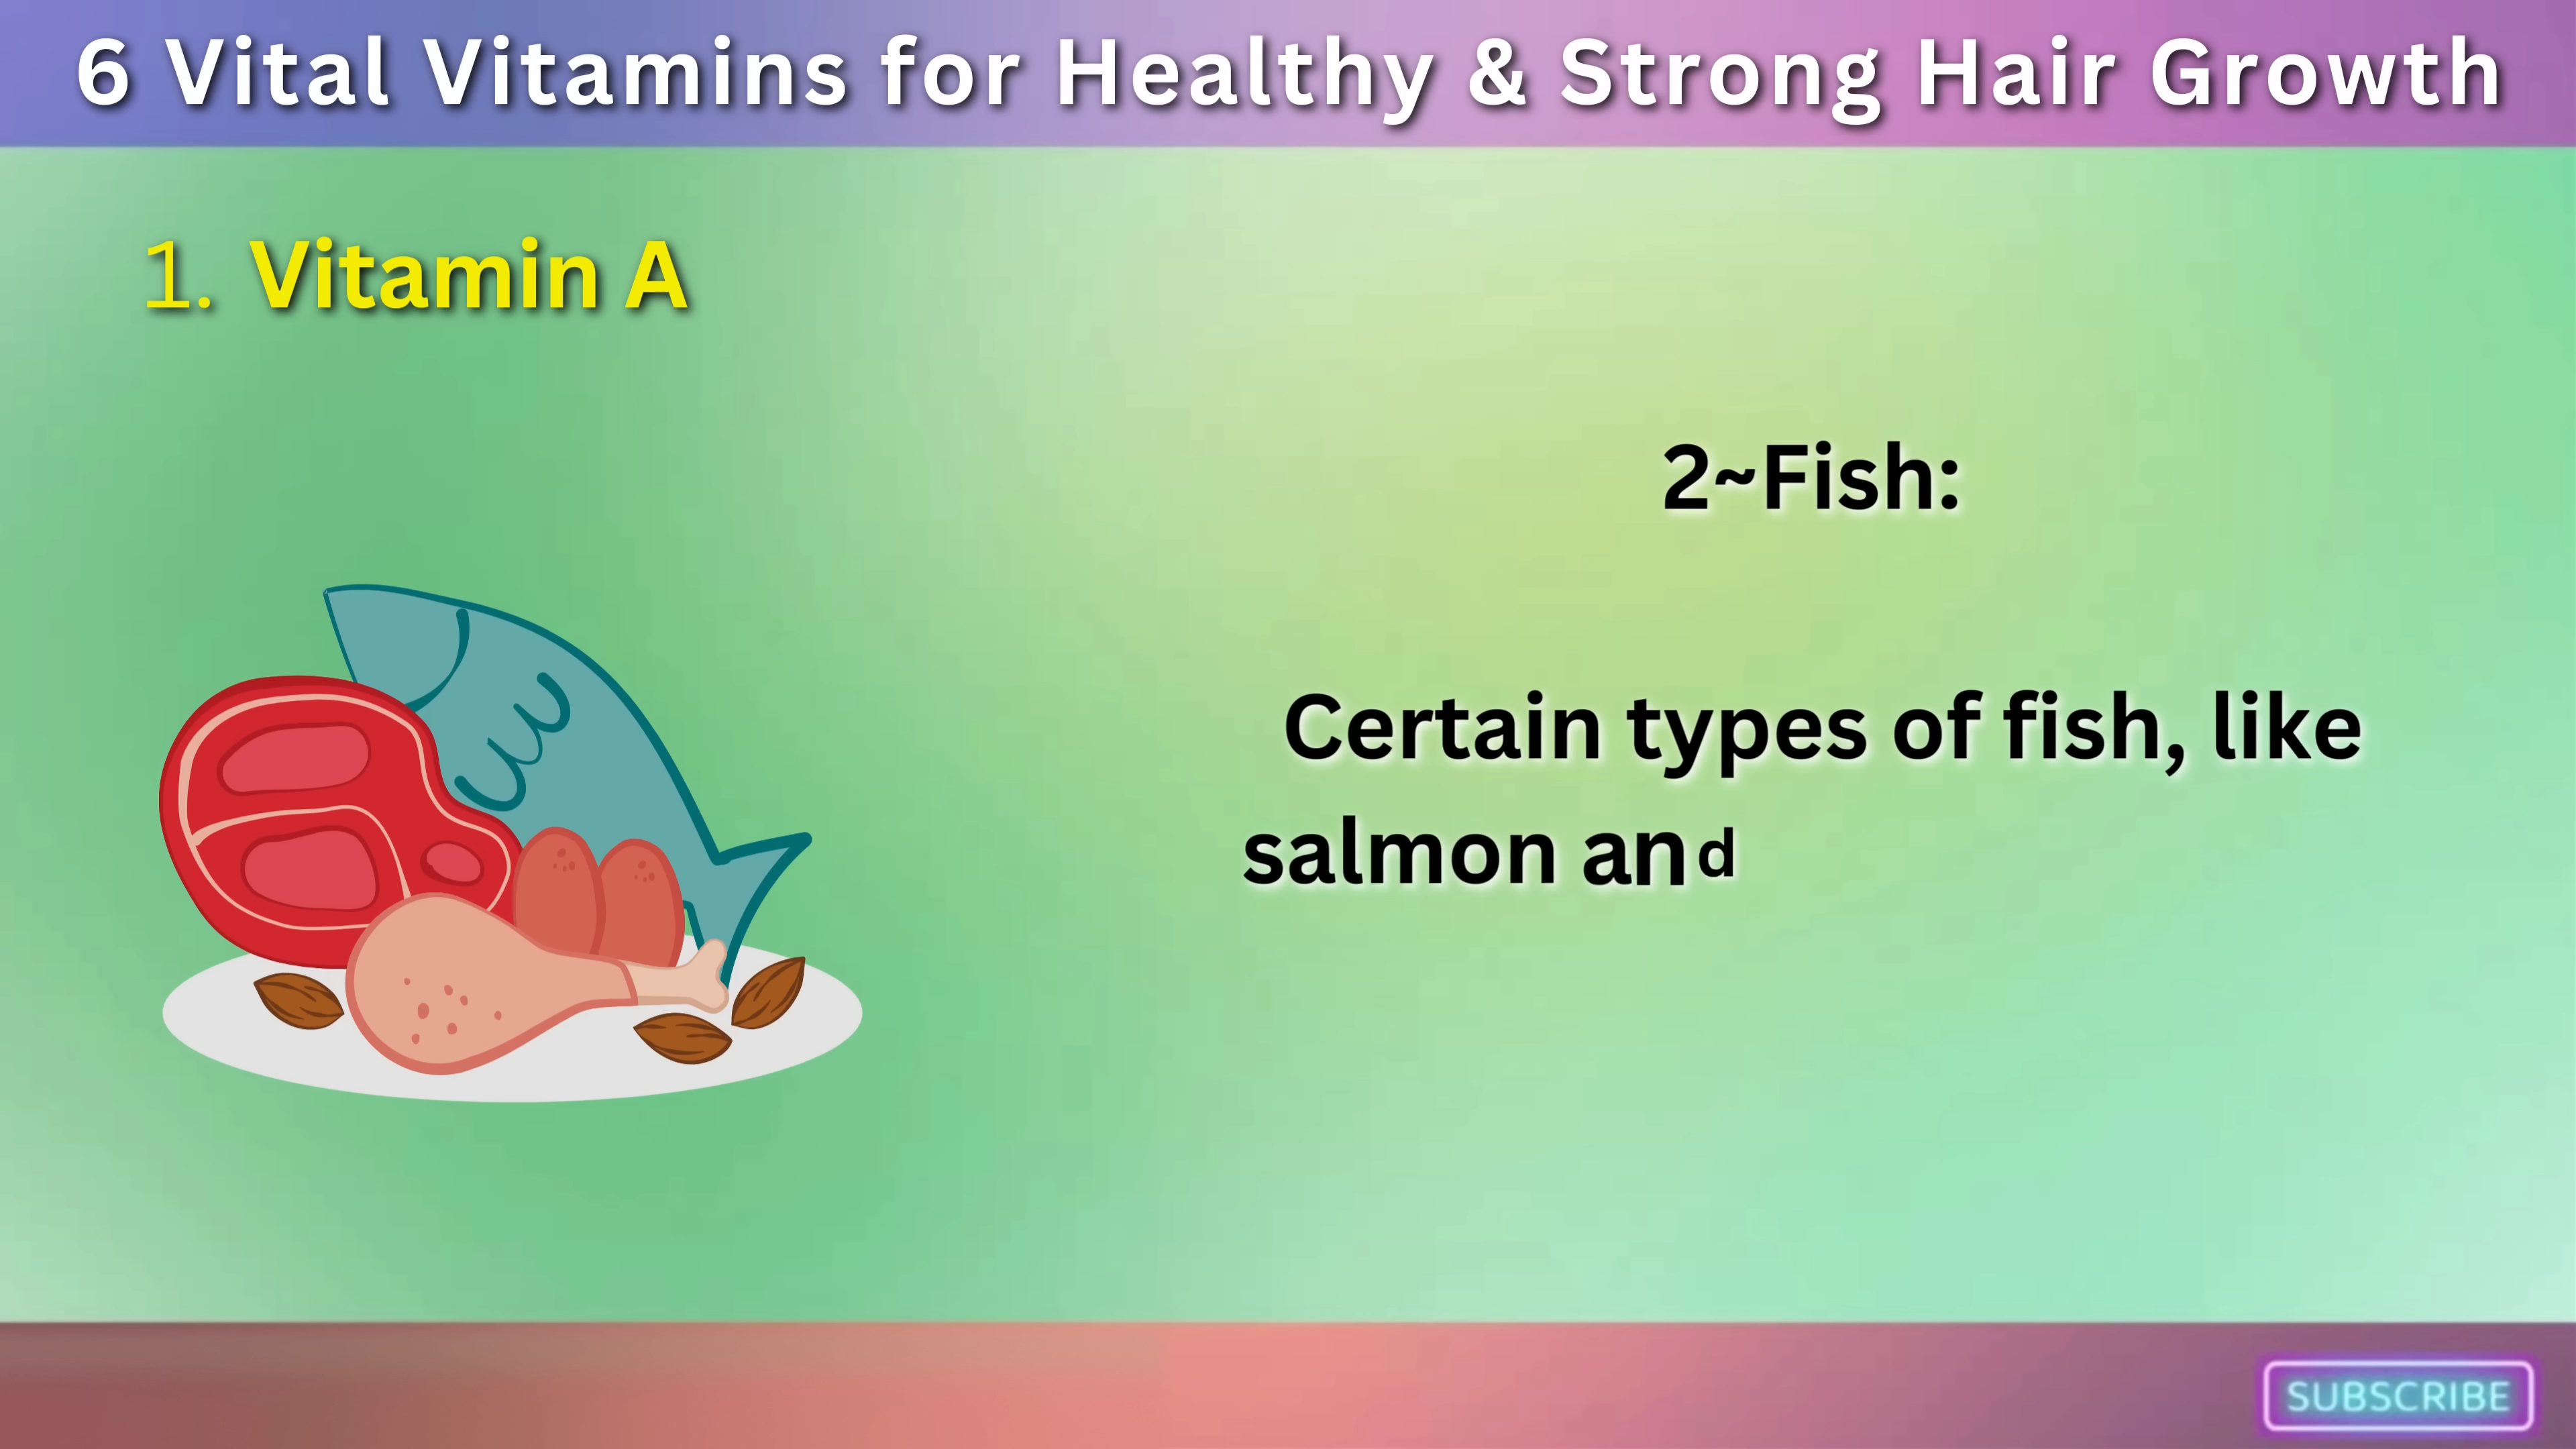 6 Vital Vitamins for Healthy & Strong Hair Growth
1. Vitamin A
2~Fish:
Certain types of fish, like
salmon and
SUBSCRIBE